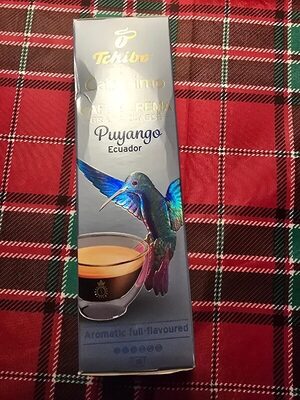 Tchibo
Cafissimo
Puyango
Ecuador
Aromatic full-flavoured